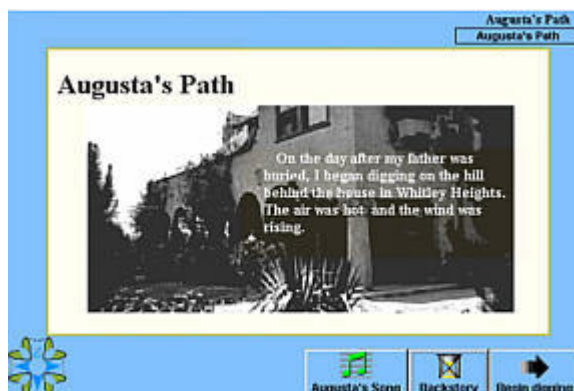 Augusta's Path
Augusta's Path
Augusta's Path
On the day after my father was
buried, I began digging on the hill
behind the house in Whitley Heights.
The air was hot and the wind was
rising.
Augusta's Song
Backstory
Begin digging